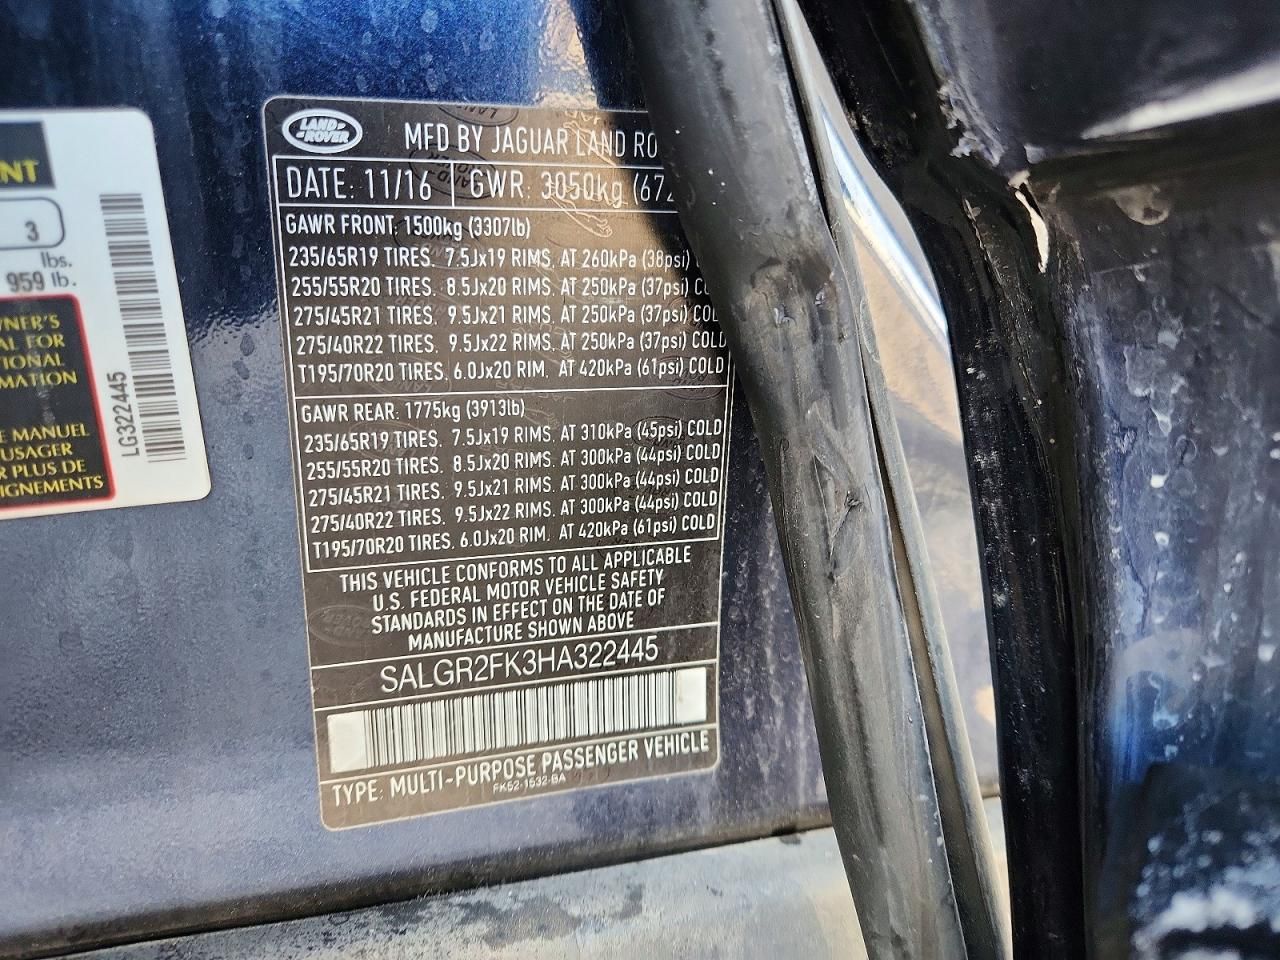 NT
3
lbs.
959 lb.
WNER'S
AL FOR
TIONAL
RMATION
E MANUEL
USAGER
R PLUS DE
IGNEMENTS
LG322445
LAND
ROVER
MFD BY JAGUAR LAND RO
DATE: 11/16 GWR: 3050kg (672
GAWR FRONT: 1500kg (3307lb)
235/65R19 TIRES, 7.5Jx19 RIMS, AT 260kPa (38psi)
255/55R20 TIRES, 8.5Jx20 RIMS, AT 250kPa (37psi) C
275/45R21 TIRES, 9.5Jx21 RIMS, AT 250kPa (37psi) COL
275/40R22 TIRES, 9.5Jx22 RIMS, AT 250kPa (37psi) COLD
T195/70R20 TIRES, 6.0Jx20 RIM, AT 420kPa (61psi) COLD
GAWR REAR: 1775kg (3913lb)
235/65R19 TIRES, 7.5Jx19 RIMS, AT 310kPa (45psi) COLD
255/55R20 TIRES, 8.5Jx20 RIMS, AT 300kPa (44psi) COLD
275/45R21 TIRES, 9.5Jx21 RIMS, AT 300kPa (44psi) COLD
275/40R22 TIRES, 9.5Jx22 RIMS, AT 300kPa (44psi) COLD
T195/70R20 TIRES, 6.0Jx20 RIM, AT 420kPa (61psi) COLD
THIS VEHICLE CONFORMS TO ALL APPLICABLE
U.S. FEDERAL MOTOR VEHICLE SAFETY
STANDARDS IN EFFECT ON THE DATE OF
MANUFACTURE SHOWN ABOVE
SALGR2FK3HA322445
TYPE: MULTI-PURPOSE PASSENGER VEHICLE
FK52-1532-BA